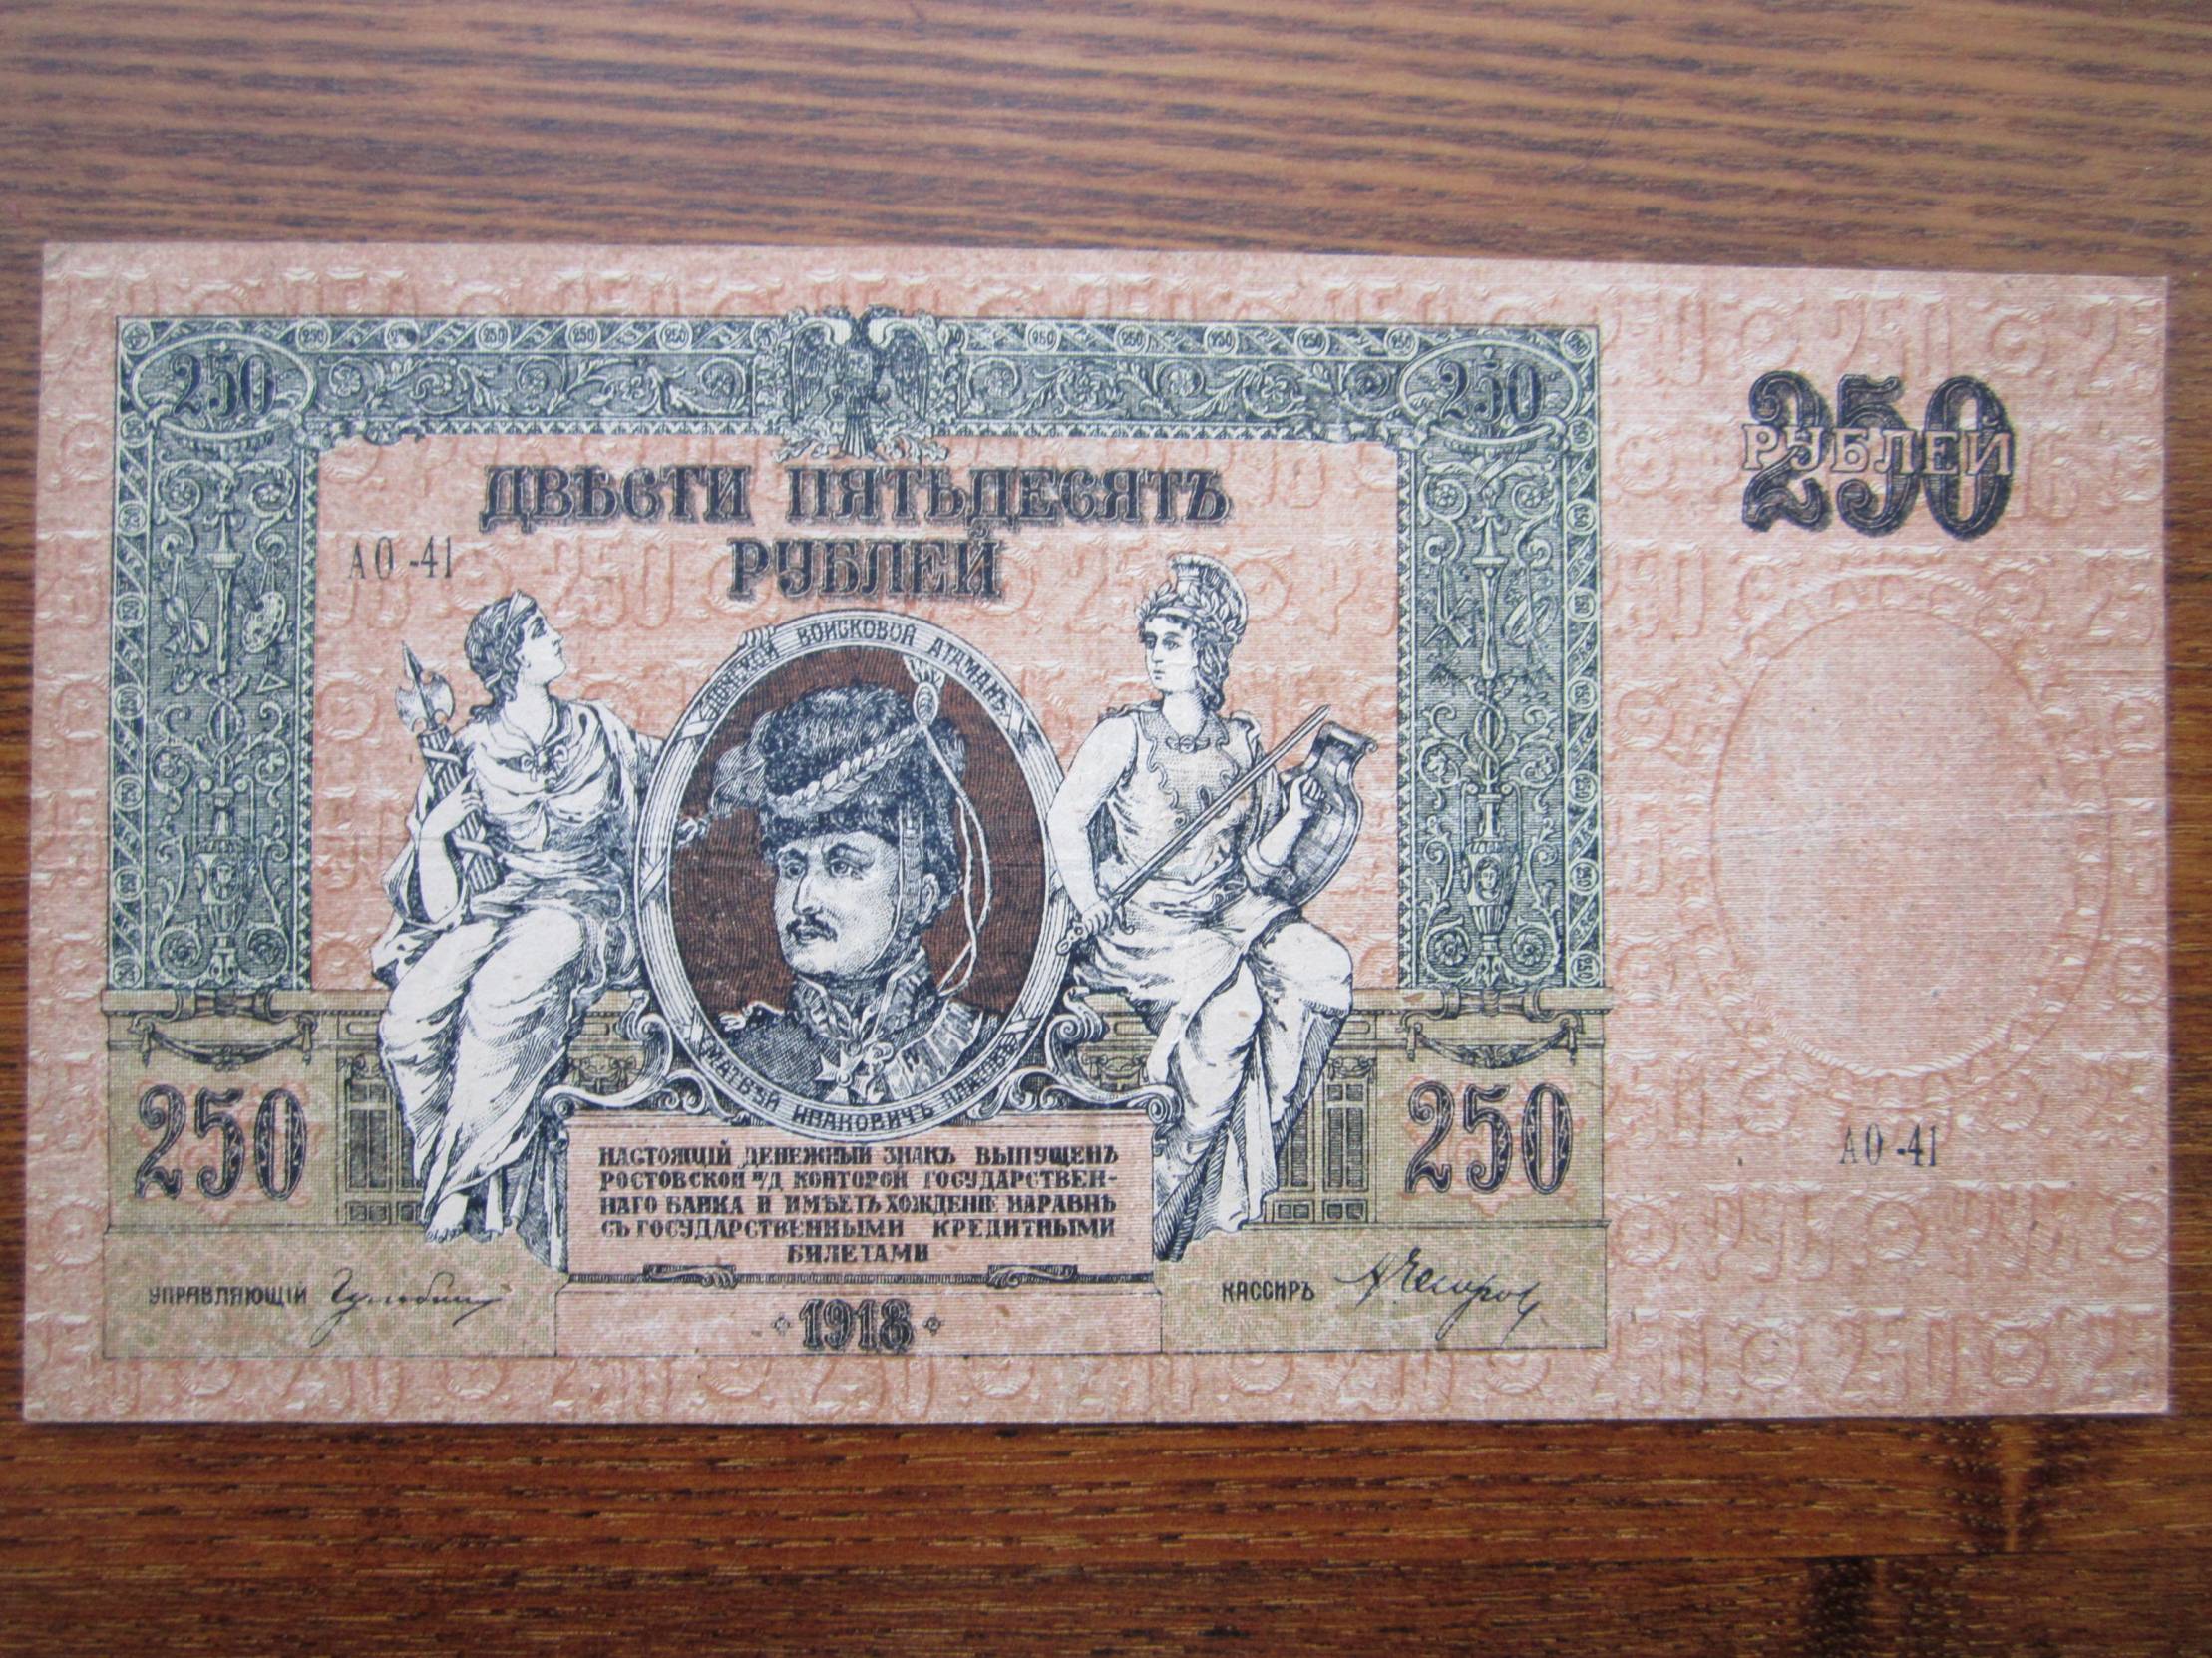 250
250
250
РУБЛЕЙ
ДВѢСТИ ПЯТЬДЕСЯТЪ
РУБЛЕЙ
АО-41
ДОНСКОЙ ВОЙСКОВОЙ АТАМАНЪ
МАТВѢЙ ИВАНОВИЧЪ ПЛАТОВЪ
250
250
НАСТОЯЩІЙ ДЕНЕЖНЫЙ ЗНАКЪ ВЫПУЩЕНЪ
РОСТОВСКОЙ н/Д КОНТОРОЙ ГОСУДАРСТВЕН-
НАГО БАНКА И ИМѢЕТЪ ХОЖДЕНІЕ НАРАВНѢ
СЪ ГОСУДАРСТВЕННЫМИ КРЕДИТНЫМИ
БИЛЕТАМИ
АО-41
УПРАВЛЯЮЩІЙ
КАССИРЪ
1918